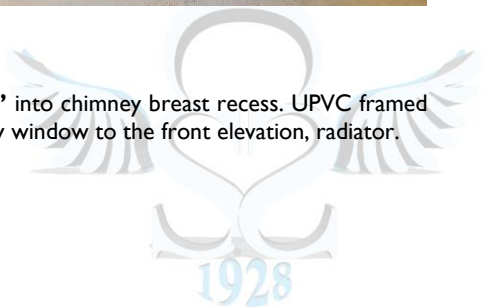 ” into chimney breast recess. UPVC framed
window to the front elevation, radiator.
1928